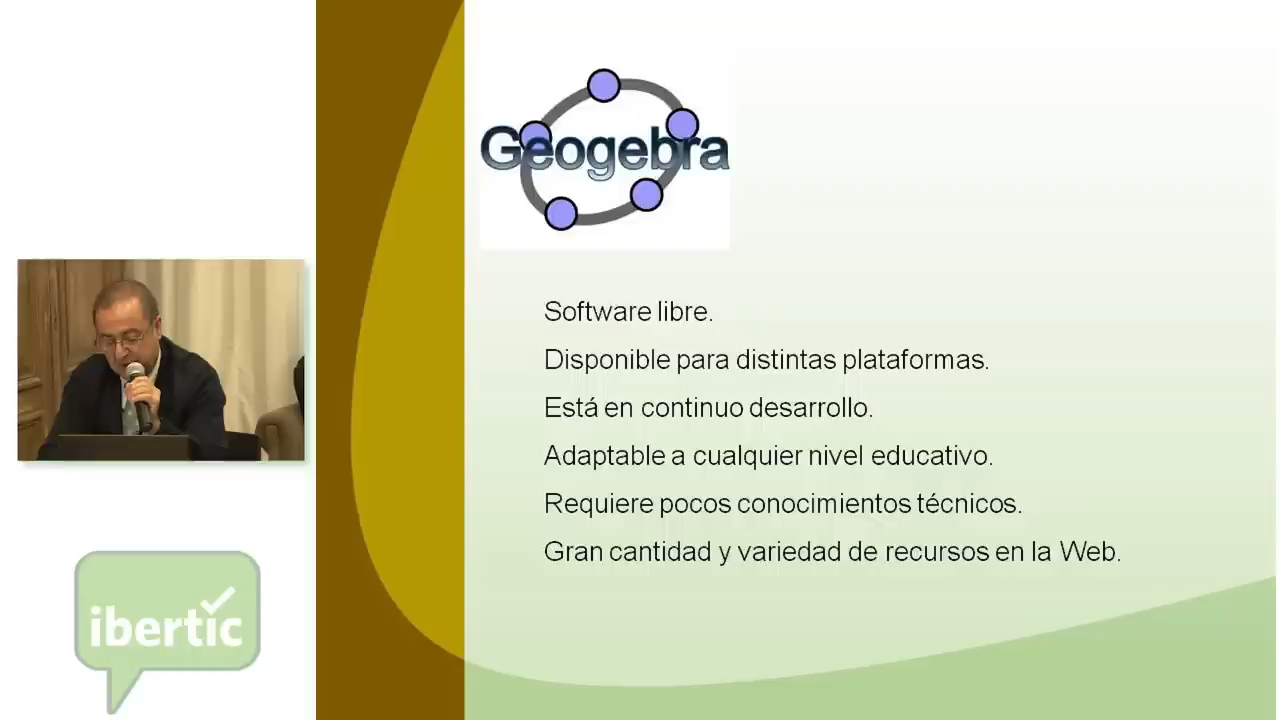 Geogebra
Software libre.
Disponible para distintas plataformas.
Está en continuo desarrollo.
Adaptable a cualquier nivel educativo.
Requiere pocos conocimientos técnicos.
Gran cantidad y variedad de recursos en la Web.
ibertic